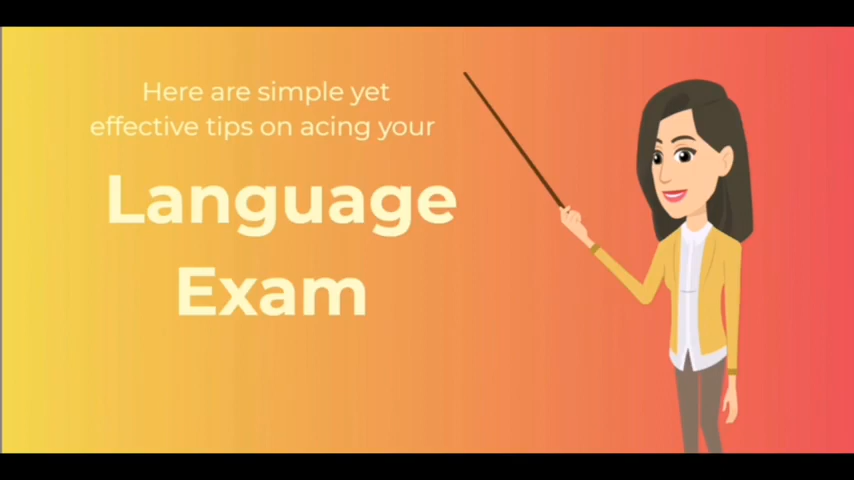 Here are simple yet
effective tips on acing your
Language
Exam